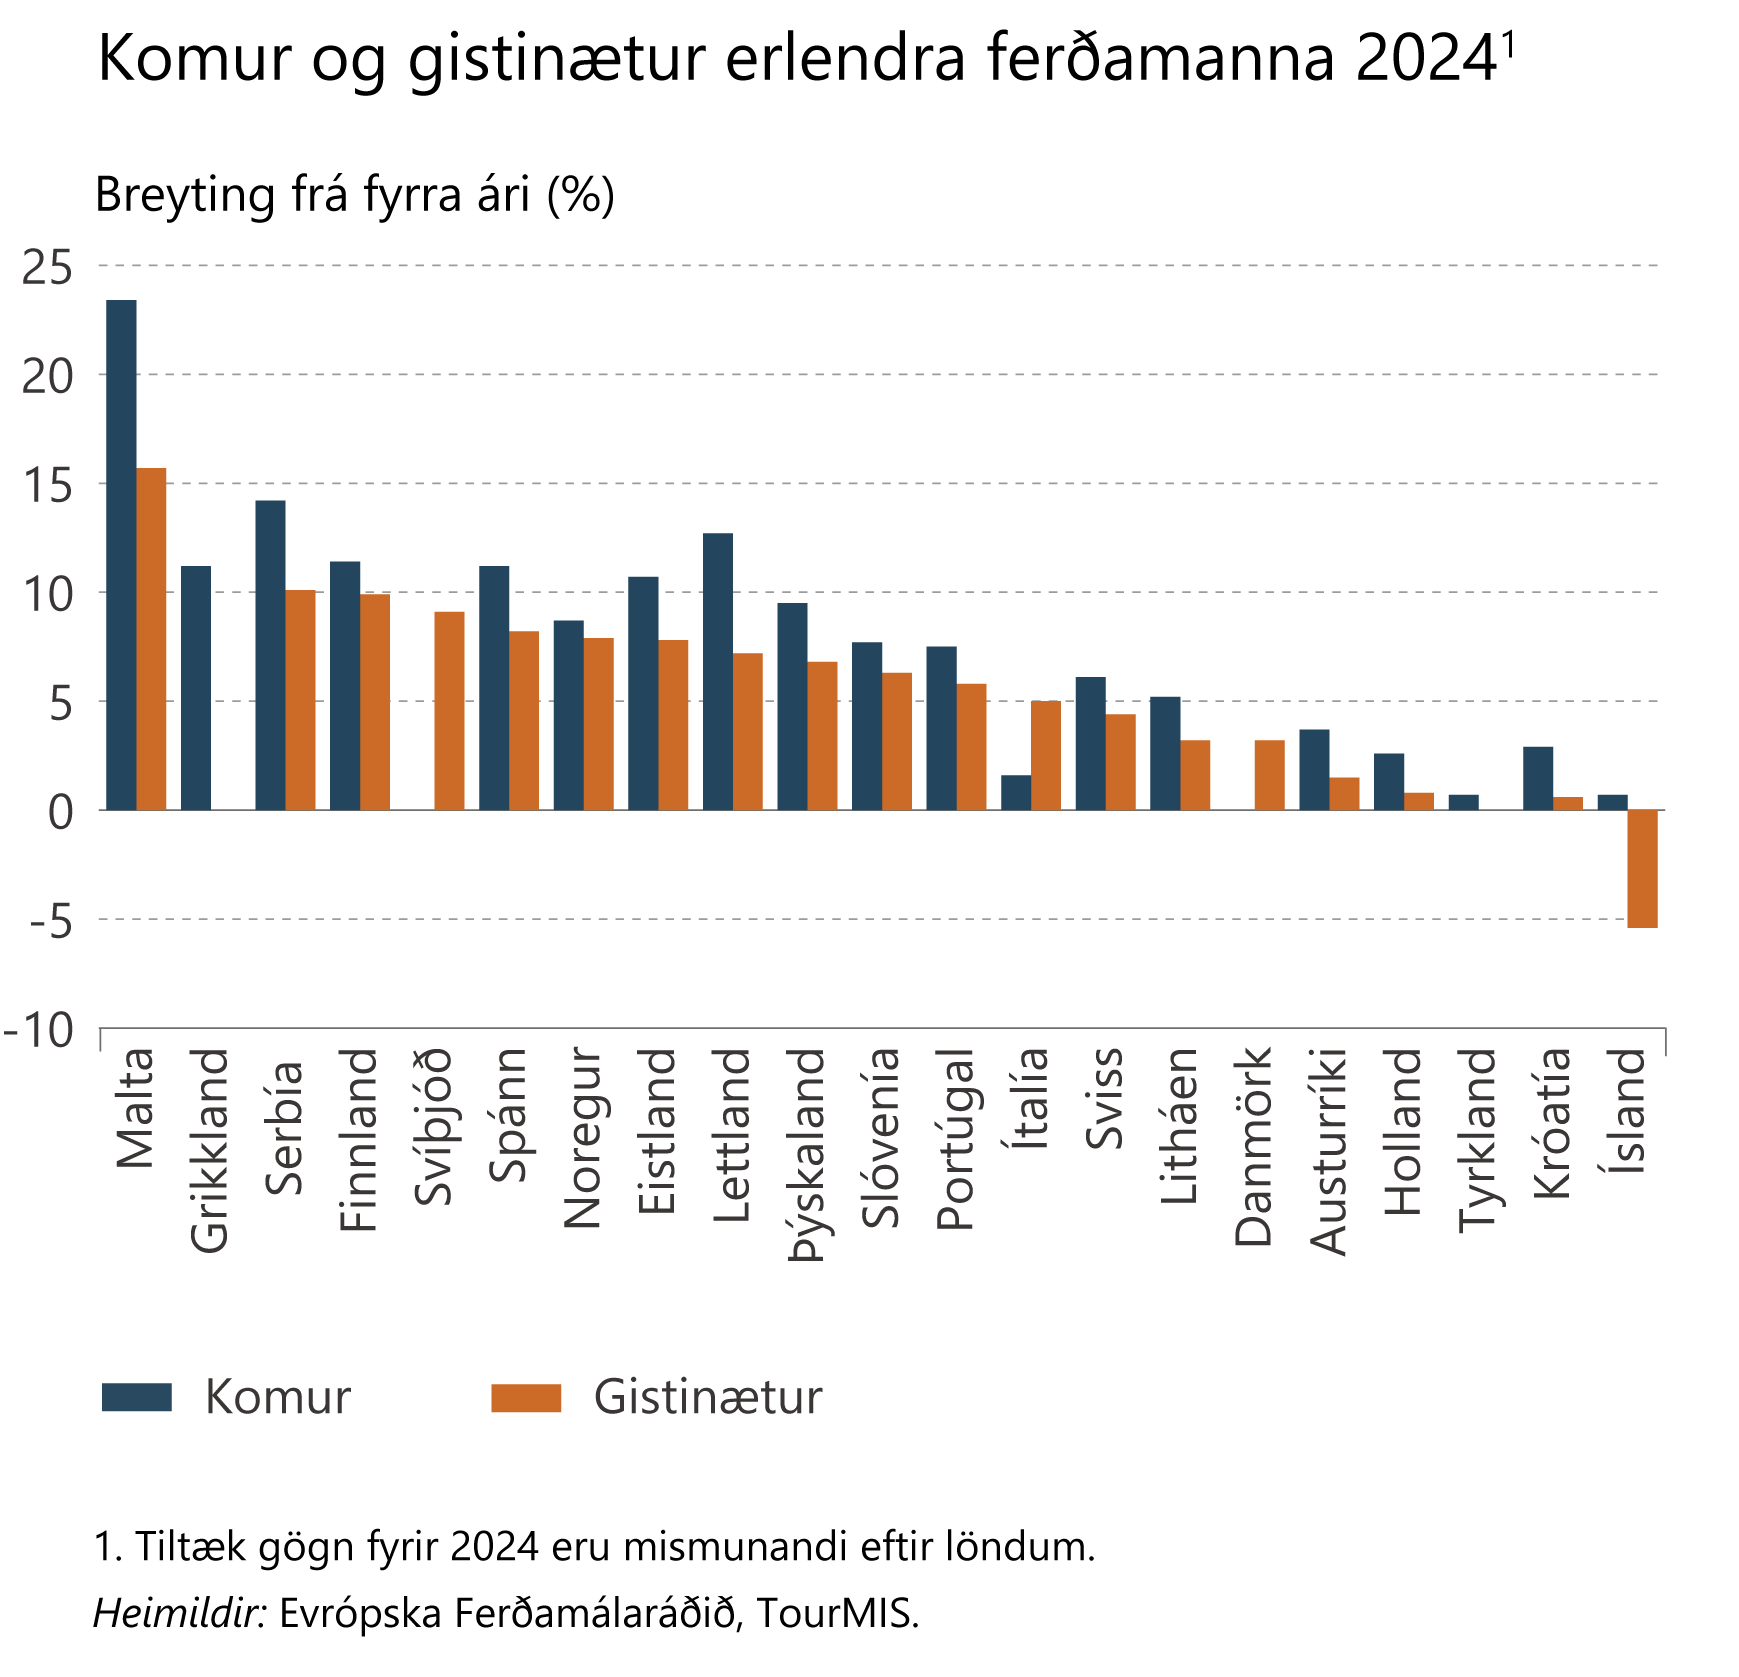 Komur og gistinætur erlendra ferðamanna 2024¹
Breyting frá fyrra ári (%)
25
20
15
10
5
0
-5
-10
Malta
Grikkland
Serbía
Finnland
Svíþjóð
Spánn
Noregur
Eistland
Lettland
Þýskaland
Slóvenía
Portúgal
Ítalía
Sviss
Litháen
Danmörk
Austurríki
Holland
Tyrkland
Króatía
Ísland
Komur
Gistinætur
1. Tiltæk gögn fyrir 2024 eru mismunandi eftir löndum.
Heimildir: Evrópska Ferðamálaráðið, TourMIS.